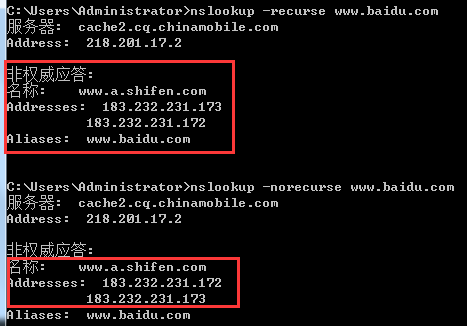 C:\Users\Administrator>nslookup -recurse www.baidu.com
服务器:  cache2.cq.chinamobile.com
Address:  218.201.17.2
非权威应答:
名称:    www.a.shifen.com
Addresses:  183.232.231.173
183.232.231.172
Aliases:  www.baidu.com
C:\Users\Administrator>nslookup -norecurse www.baidu.com
服务器:  cache2.cq.chinamobile.com
Address:  218.201.17.2
非权威应答:
名称:    www.a.shifen.com
Addresses:  183.232.231.172
183.232.231.173
Aliases:  www.baidu.com